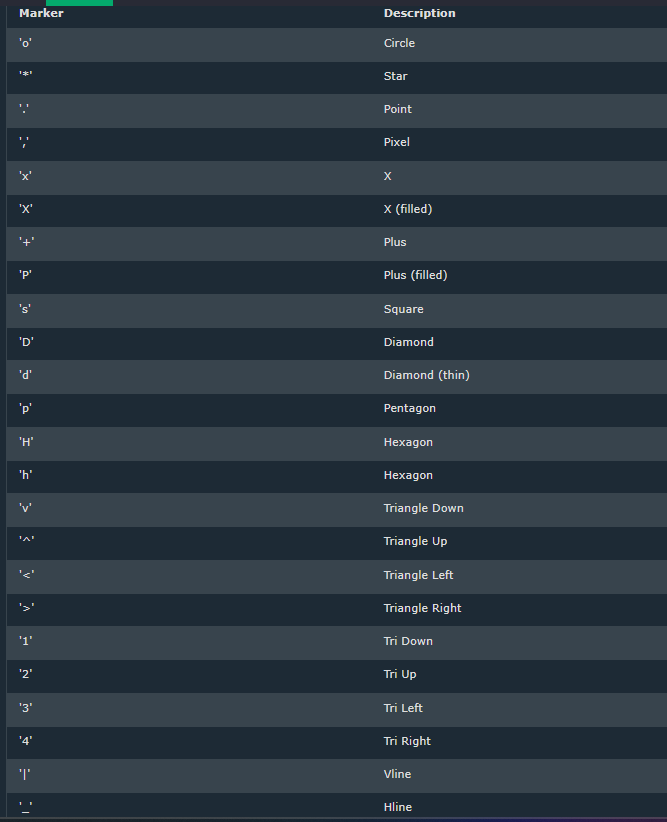 Marker Description
'o' Circle
'*' Star
'.' Point
',' Pixel
'x' X
'X' X (filled)
'+' Plus
'P' Plus (filled)
's' Square
'D' Diamond
'd' Diamond (thin)
'p' Pentagon
'H' Hexagon
'h' Hexagon
'v' Triangle Down
'^' Triangle Up
'<' Triangle Left
'>' Triangle Right
'1' Tri Down
'2' Tri Up
'3' Tri Left
'4' Tri Right
'|' Vline
'_' Hline